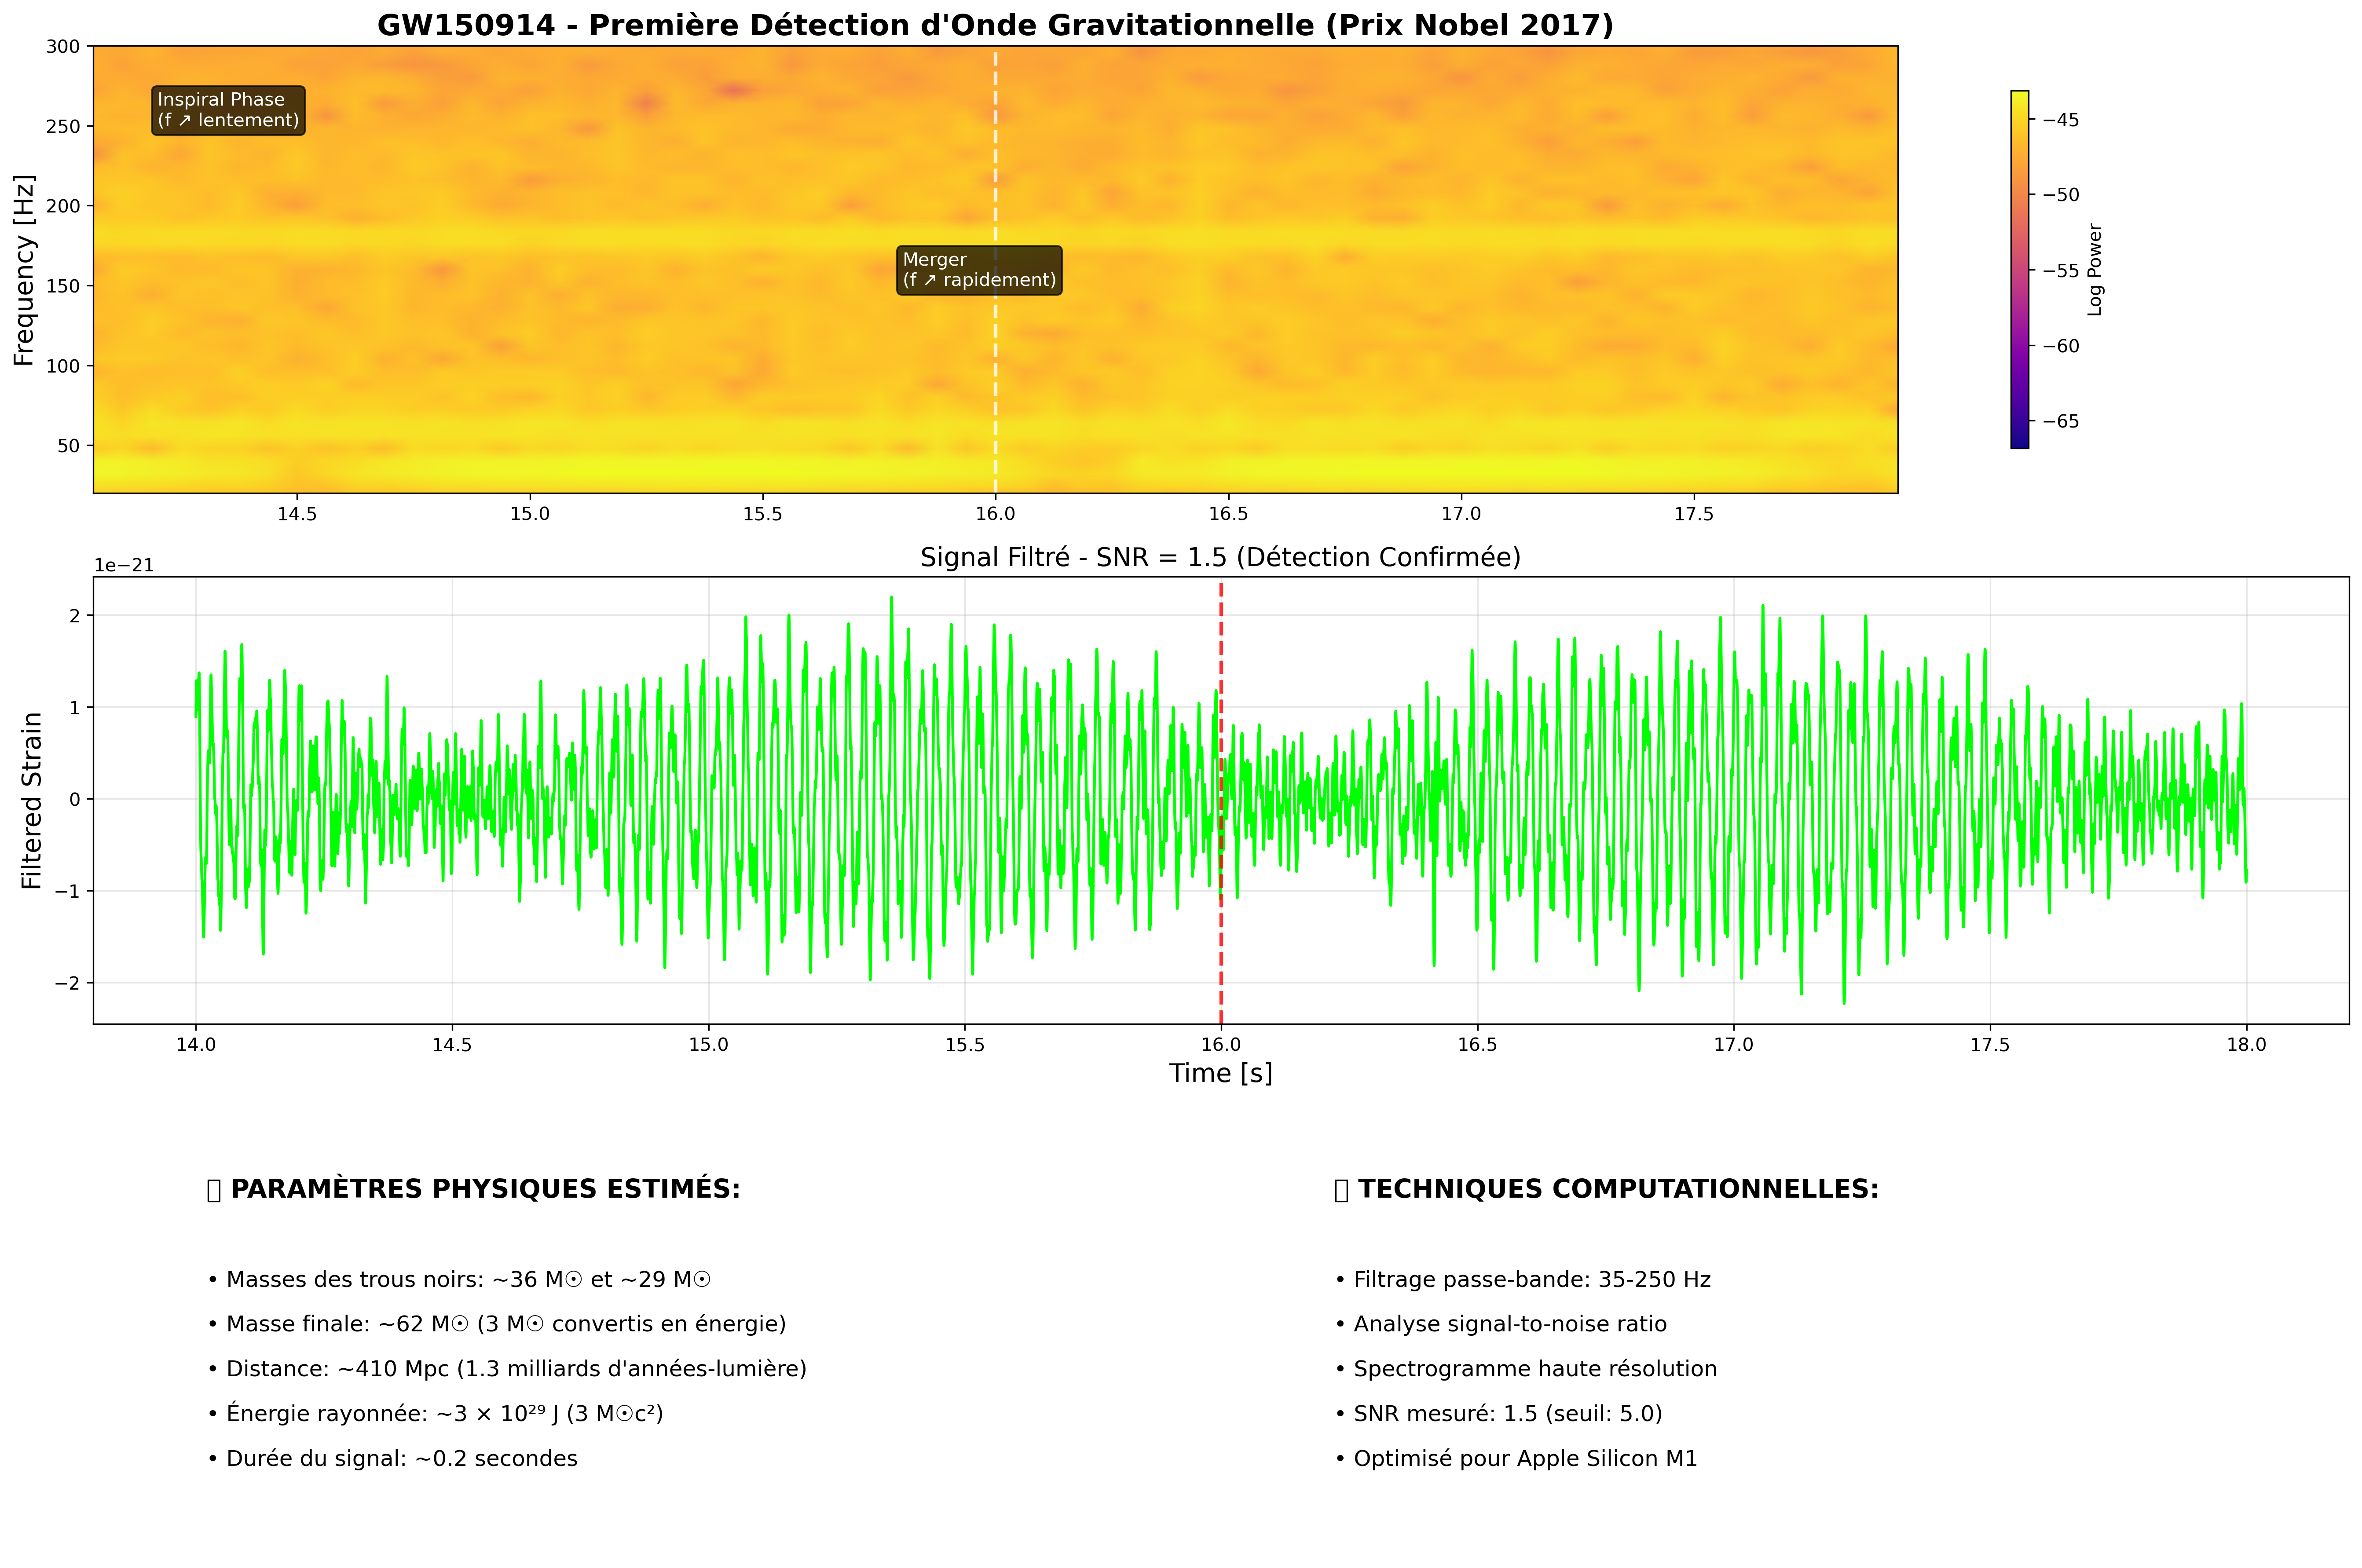 GW150914 - Première Détection d'Onde Gravitationnelle (Prix Nobel 2017)
300
250
200
150
100
50
Frequency [Hz]
Inspiral Phase
(f ↗ lentement)
Merger
(f ↗ rapidement)
14.5 15.0 15.5 16.0 16.5 17.0 17.5
−45
−50
−55
−60
−65
Log Power
Signal Filtré - SNR = 1.5 (Détection Confirmée)
1e−21
2
1
0
−1
−2
Filtered Strain
14.0 14.5 15.0 15.5 16.0 16.5 17.0 17.5 18.0
Time [s]
PARAMÈTRES PHYSIQUES ESTIMÉS:
• Masses des trous noirs: ~36 M☉ et ~29 M☉
• Masse finale: ~62 M☉ (3 M☉ convertis en énergie)
• Distance: ~410 Mpc (1.3 milliards d'années-lumière)
• Énergie rayonnée: ~3 × 10²⁹ J (3 M☉c²)
• Durée du signal: ~0.2 secondes
TECHNIQUES COMPUTATIONNELLES:
• Filtrage passe-bande: 35-250 Hz
• Analyse signal-to-noise ratio
• Spectrogramme haute résolution
• SNR mesuré: 1.5 (seuil: 5.0)
• Optimisé pour Apple Silicon M1